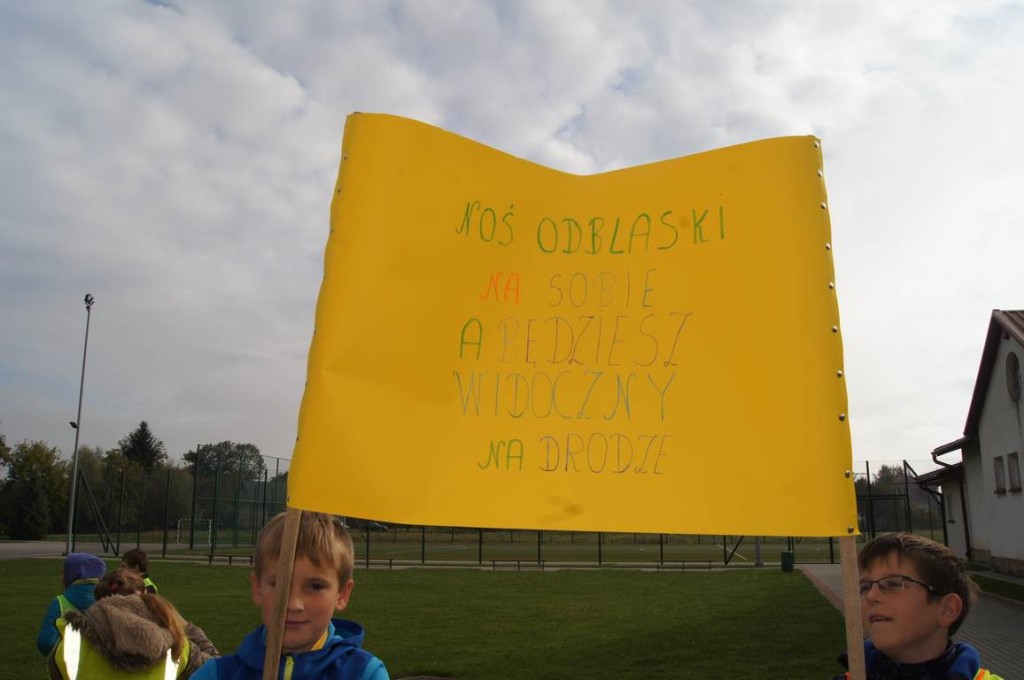 NOŚ ODBLASKI
NA SOBIE
A BĘDZIESZ
WIDOCZNY
NA DRODZE